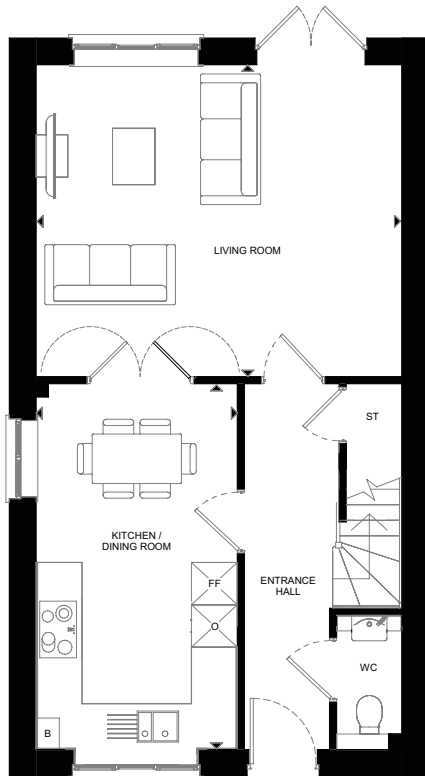 LIVING ROOM
ST
KITCHEN /
DINING ROOM
FF
ENTRANCE
HALL
O
WC
B